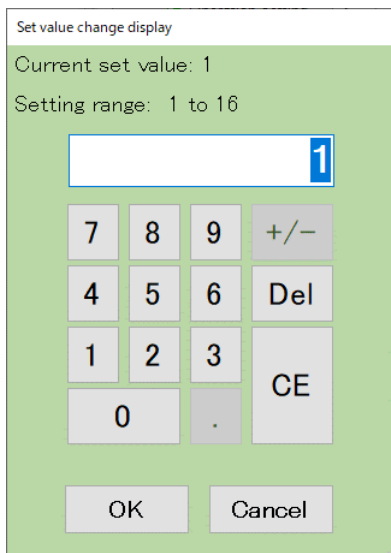 Set value change display
Current set value: 1
Setting range: 1 to 16
1
7 8 9 +/-
4 5 6 Del
1 2 3
CE
0 .
OK Cancel